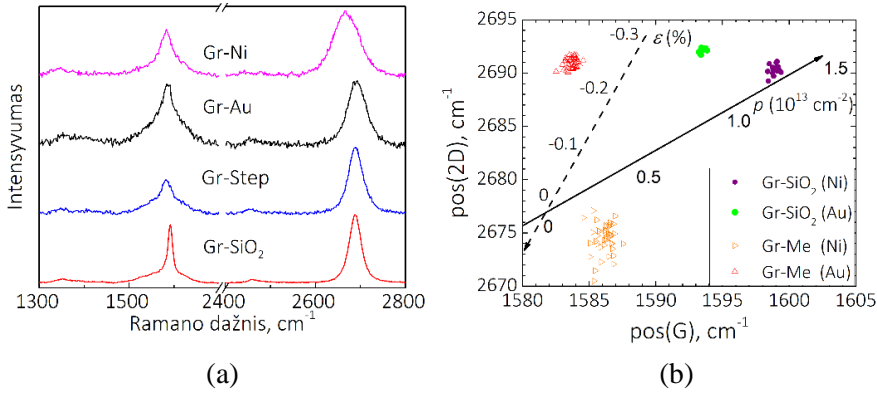 Intensyvumas
Gr-Ni
Gr-Au
Gr-Step
Gr-SiO₂
1300 1500 2400 2600 2800
Ramano dažnis, cm⁻¹
(a)
pos(2D), cm⁻¹
2695
2690
2685
2680
2675
2670
-0.3 ε(%)
-0.2
-0.1
0
0
0.5
1.0
1.5
p (10¹³ cm⁻²)
Gr-SiO₂ (Ni)
Gr-SiO₂ (Au)
Gr-Me (Ni)
Gr-Me (Au)
1580 1585 1590 1595 1600 1605
pos(G), cm⁻¹
(b)